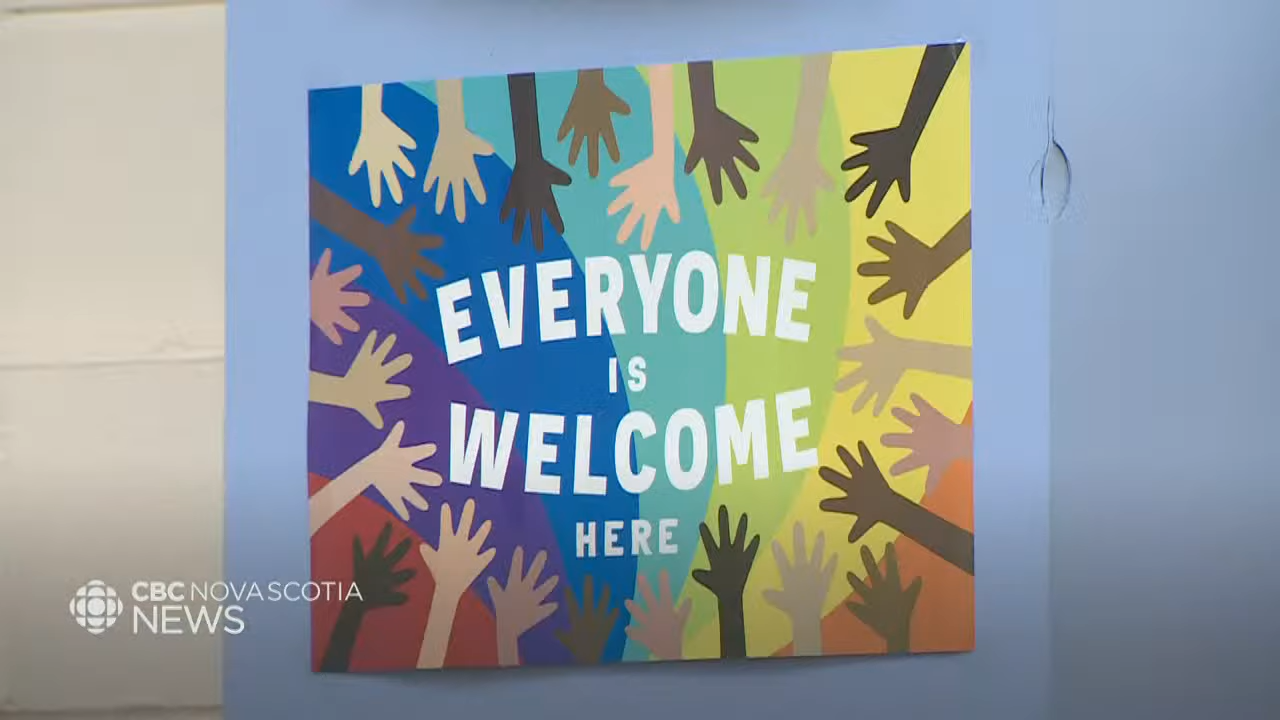 EVERYONE
IS
WELCOME
HERE
CBC NOVA SCOTIA
NEWS